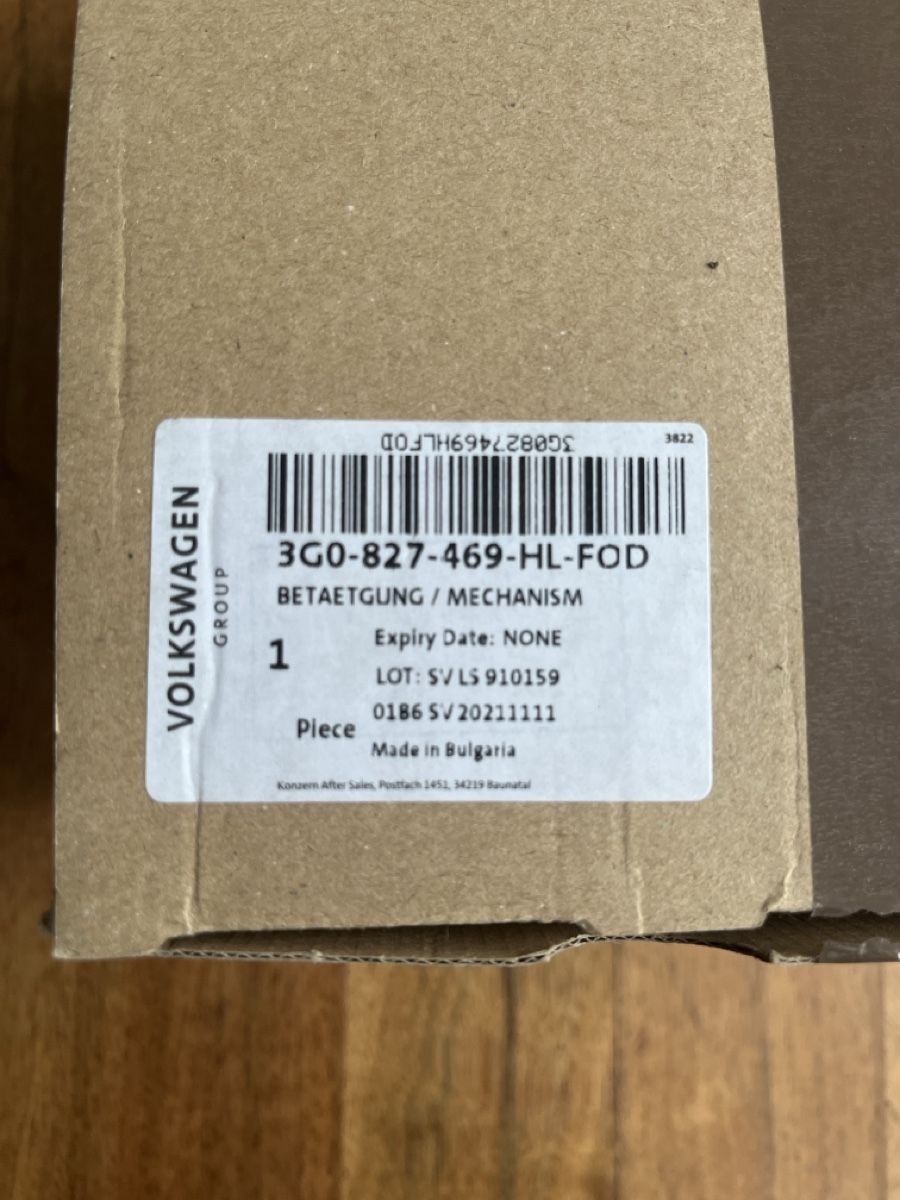 3G0827469HLFOD
3822
3G0-827-469-HL-FOD
BETAETGUNG / MECHANISM
VOLKSWAGEN
GROUP
1
Piece
Expiry Date: NONE
LOT: SV LS 910159
0186 SV 20211111
Made in Bulgaria
Konzern After Sales, Postfach 1451, 34219 Baunatal